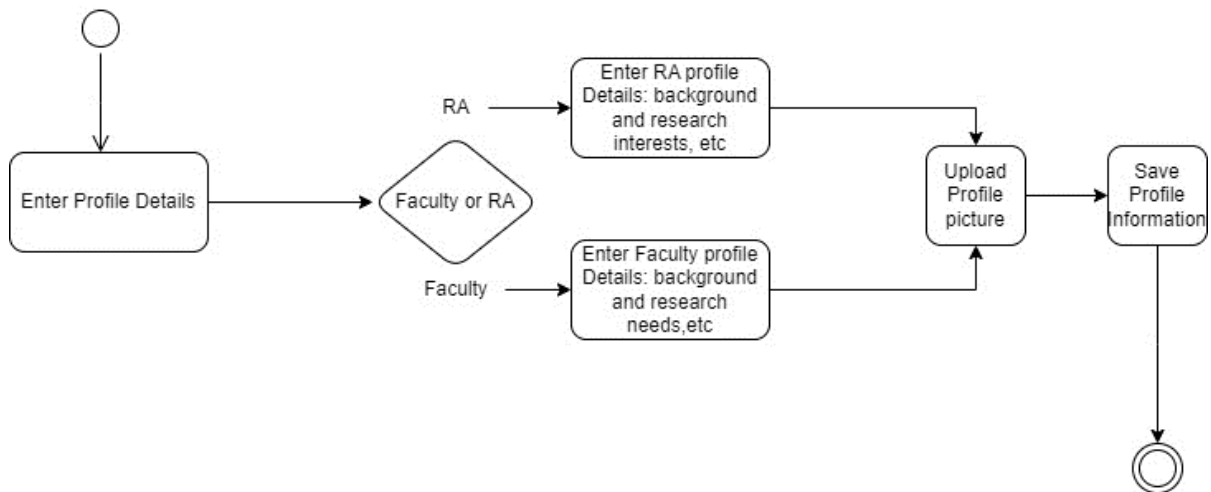 Enter RA profile
Details: background
and research
interests, etc
RA
Enter Profile Details
Faculty or RA
Upload
Profile
picture
Save
Profile
Information
Enter Faculty profile
Details: background
and research
needs,etc
Faculty